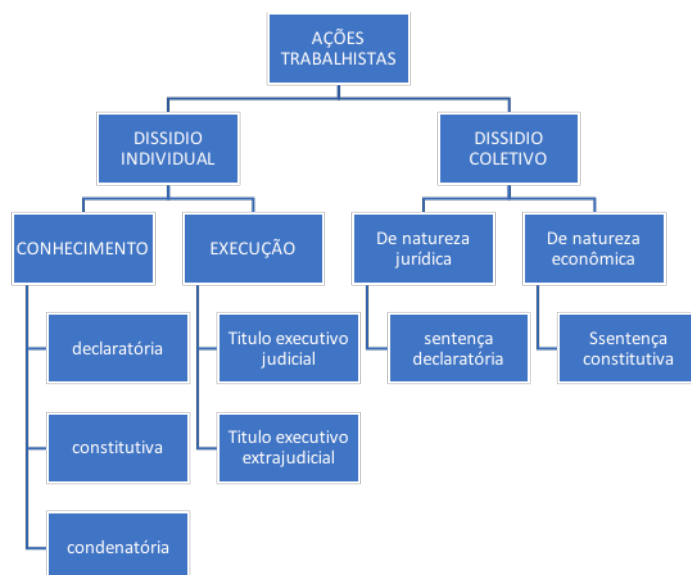 AÇÕES
TRABALHISTAS
DISSIDIO
INDIVIDUAL
DISSIDIO
COLETIVO
CONHECIMENTO
EXECUÇÃO
De natureza
jurídica
De natureza
econômica
declaratória
Titulo executivo
judicial
sentença
declaratória
Ssentença
constitutiva
constitutiva
Titulo executivo
extrajudicial
condenatória